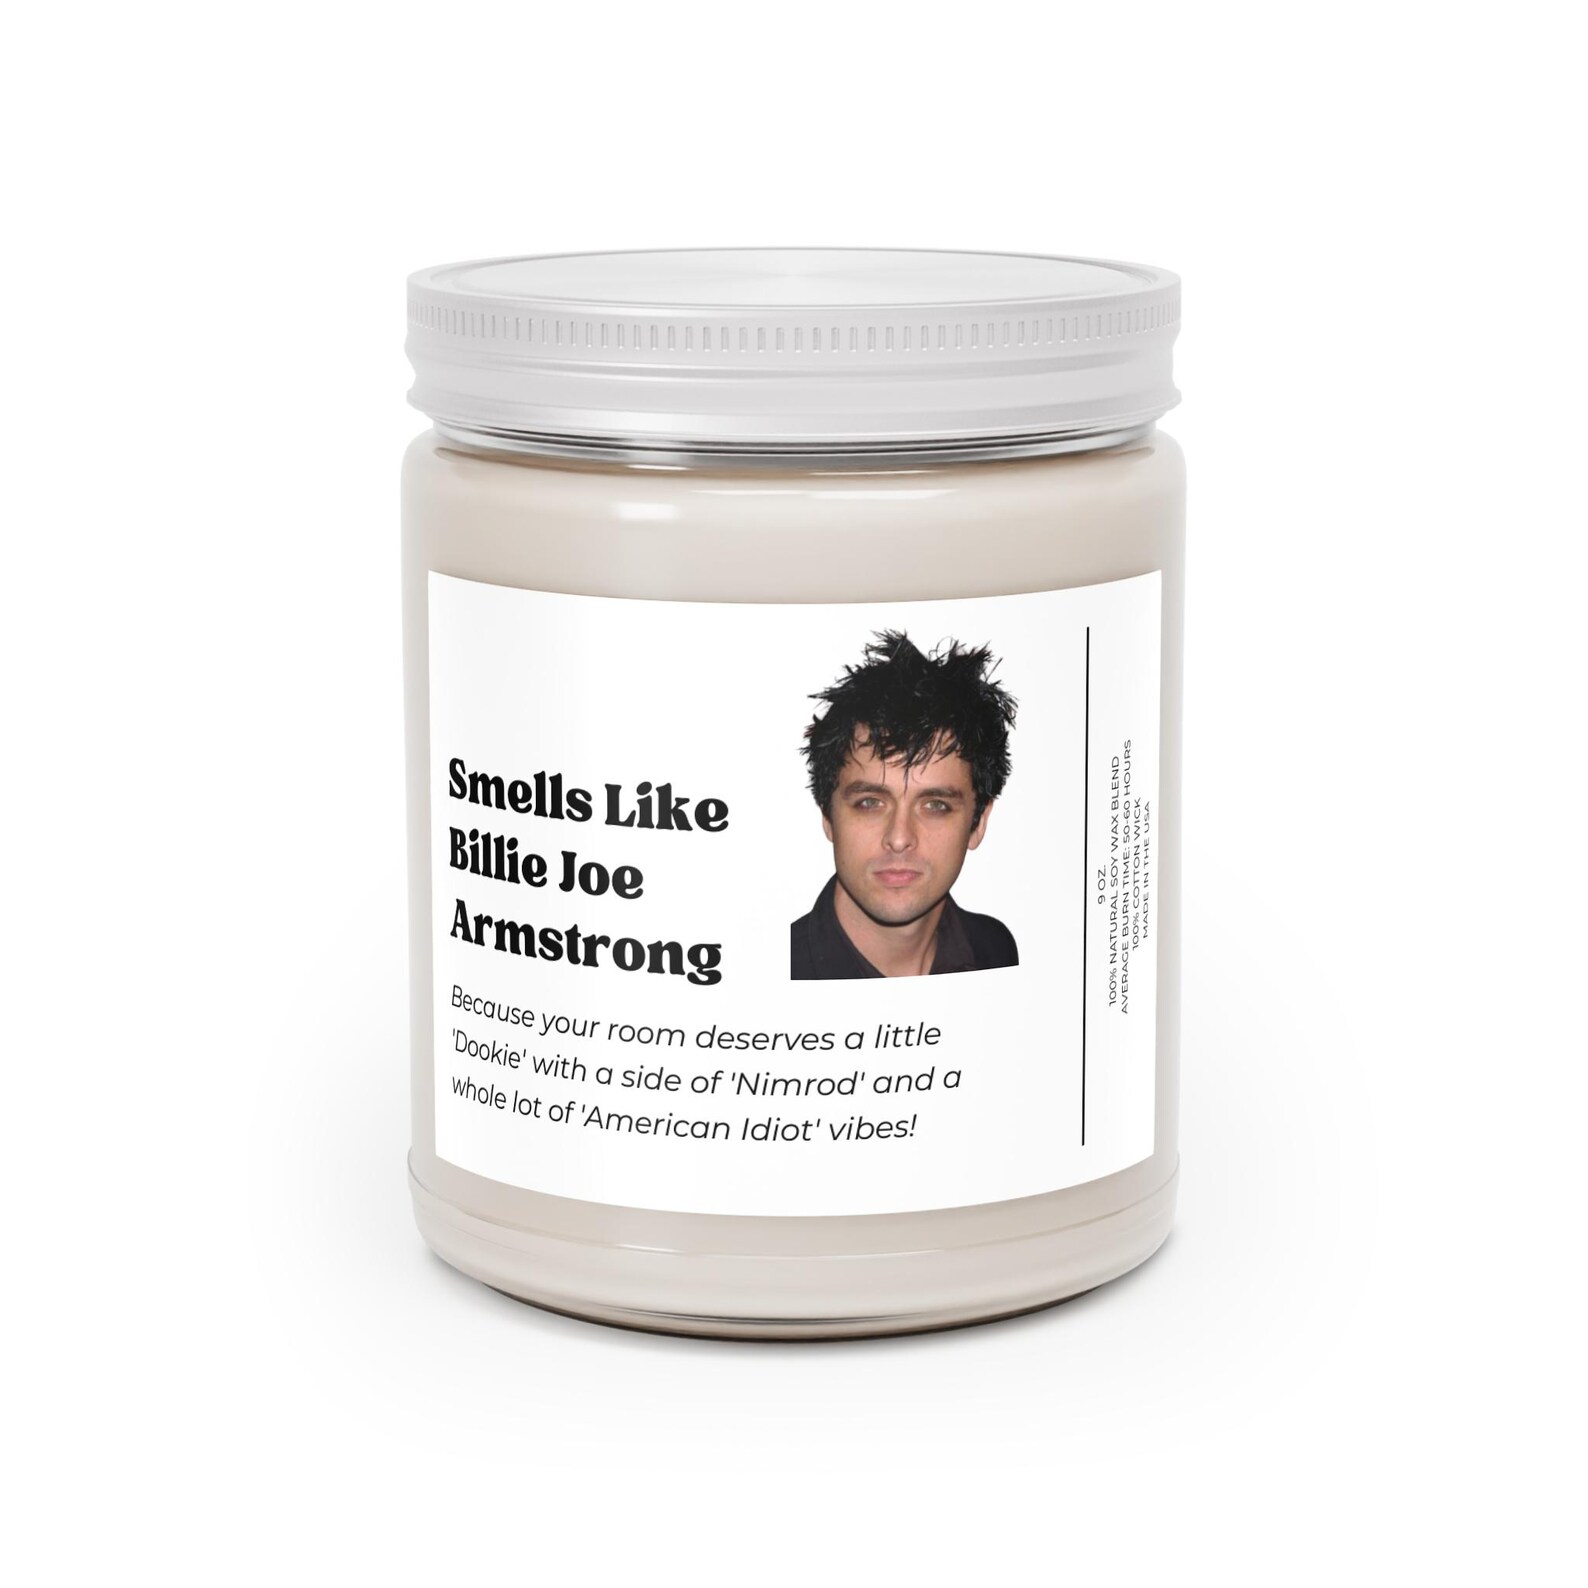 Smells Like
Billie Joe
Armstrong
Because your room deserves a little
'Dookie' with a side of 'Nimrod' and a
whole lot of 'American Idiot' vibes!
9 OZ.
100% NATURAL SOY WAX BLEND
AVERAGE BURN TIME: 50-60 HOURS
100% COTTON WICK
MADE IN THE USA